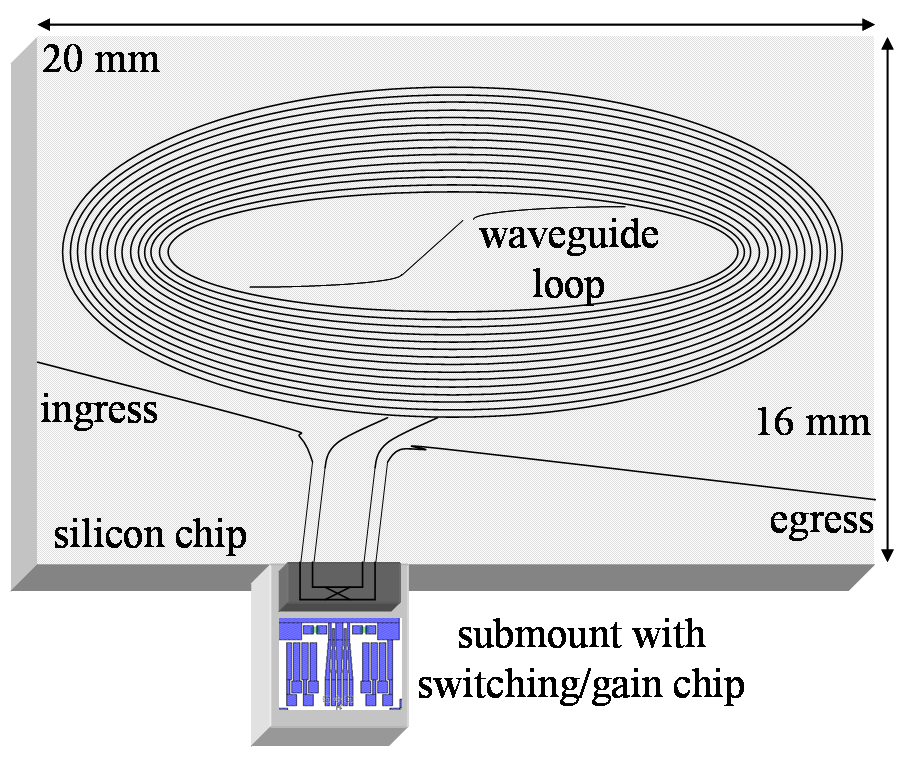 20 mm
waveguide
loop
ingress
16 mm
egress
silicon chip
submount with
switching/gain chip